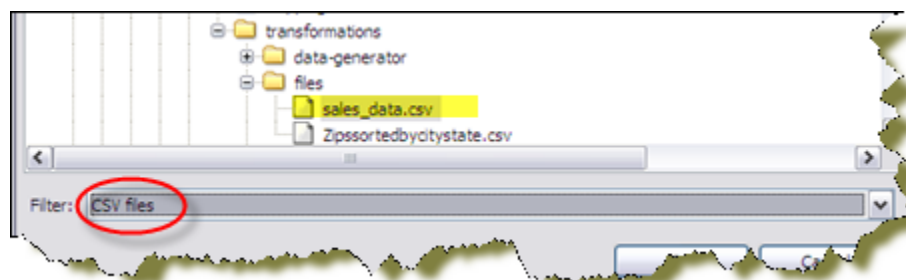 transformations
data-generator
files
sales_data.csv
Zipssortedbycitystate.csv
Filter: CSV files